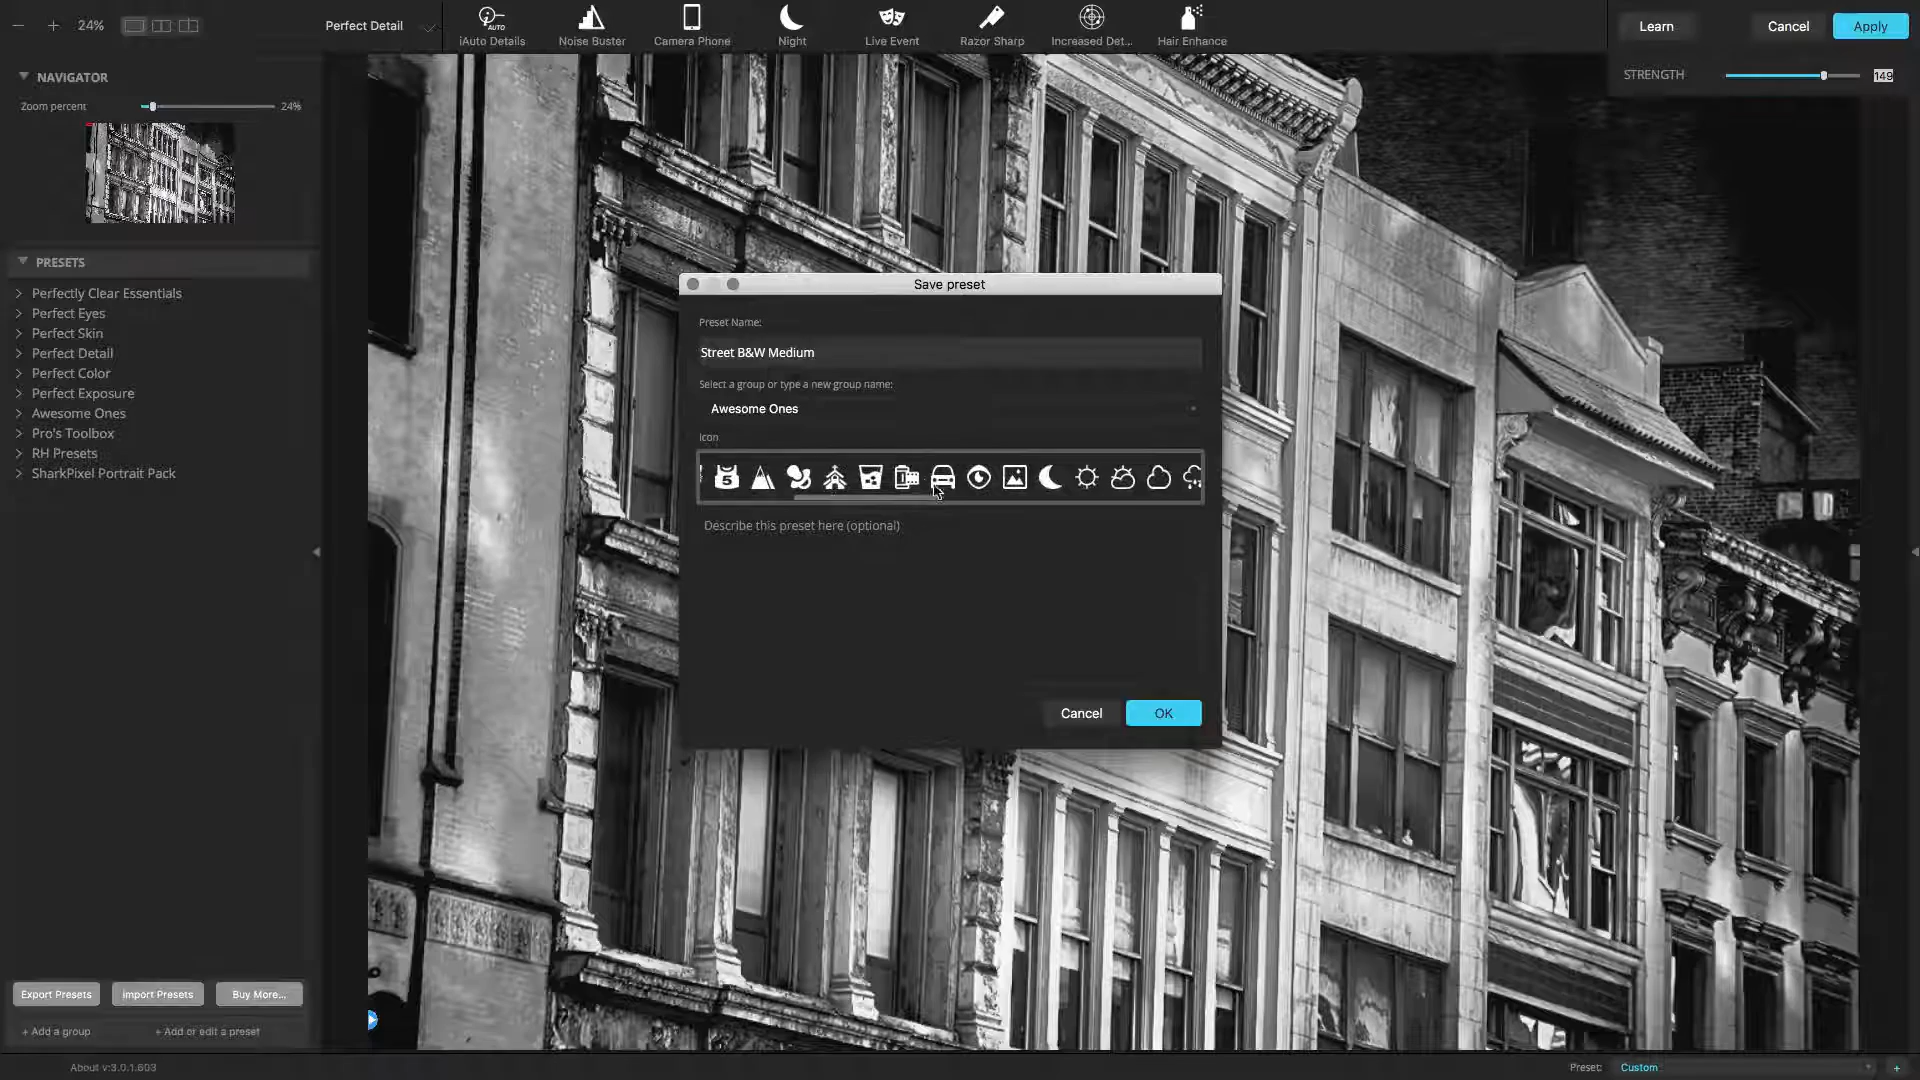 24%
Perfect Detail
AUTO
iAuto Details
Noise Buster
Camera Phone
Night
Live Event
Razor Sharp
Increased Det...
Hair Enhance
Learn
Cancel
Apply
STRENGTH
149
NAVIGATOR
Zoom percent
24%
PRESETS
Perfectly Clear Essentials
Perfect Eyes
Perfect Skin
Perfect Detail
Perfect Color
Perfect Exposure
Awesome Ones
Pro's Toolbox
RH Presets
SharkPixel Portrait Pack
Save preset
Preset Name:
Street B&W Medium
Select a group or type a new group name:
Awesome Ones
Icon
5
Describe this preset here (optional)
Cancel
OK
Export Presets
Import Presets
Buy More...
+ Add a group
+ Add or edit a preset
About v:3.0.1.603
Preset:
Custom
+